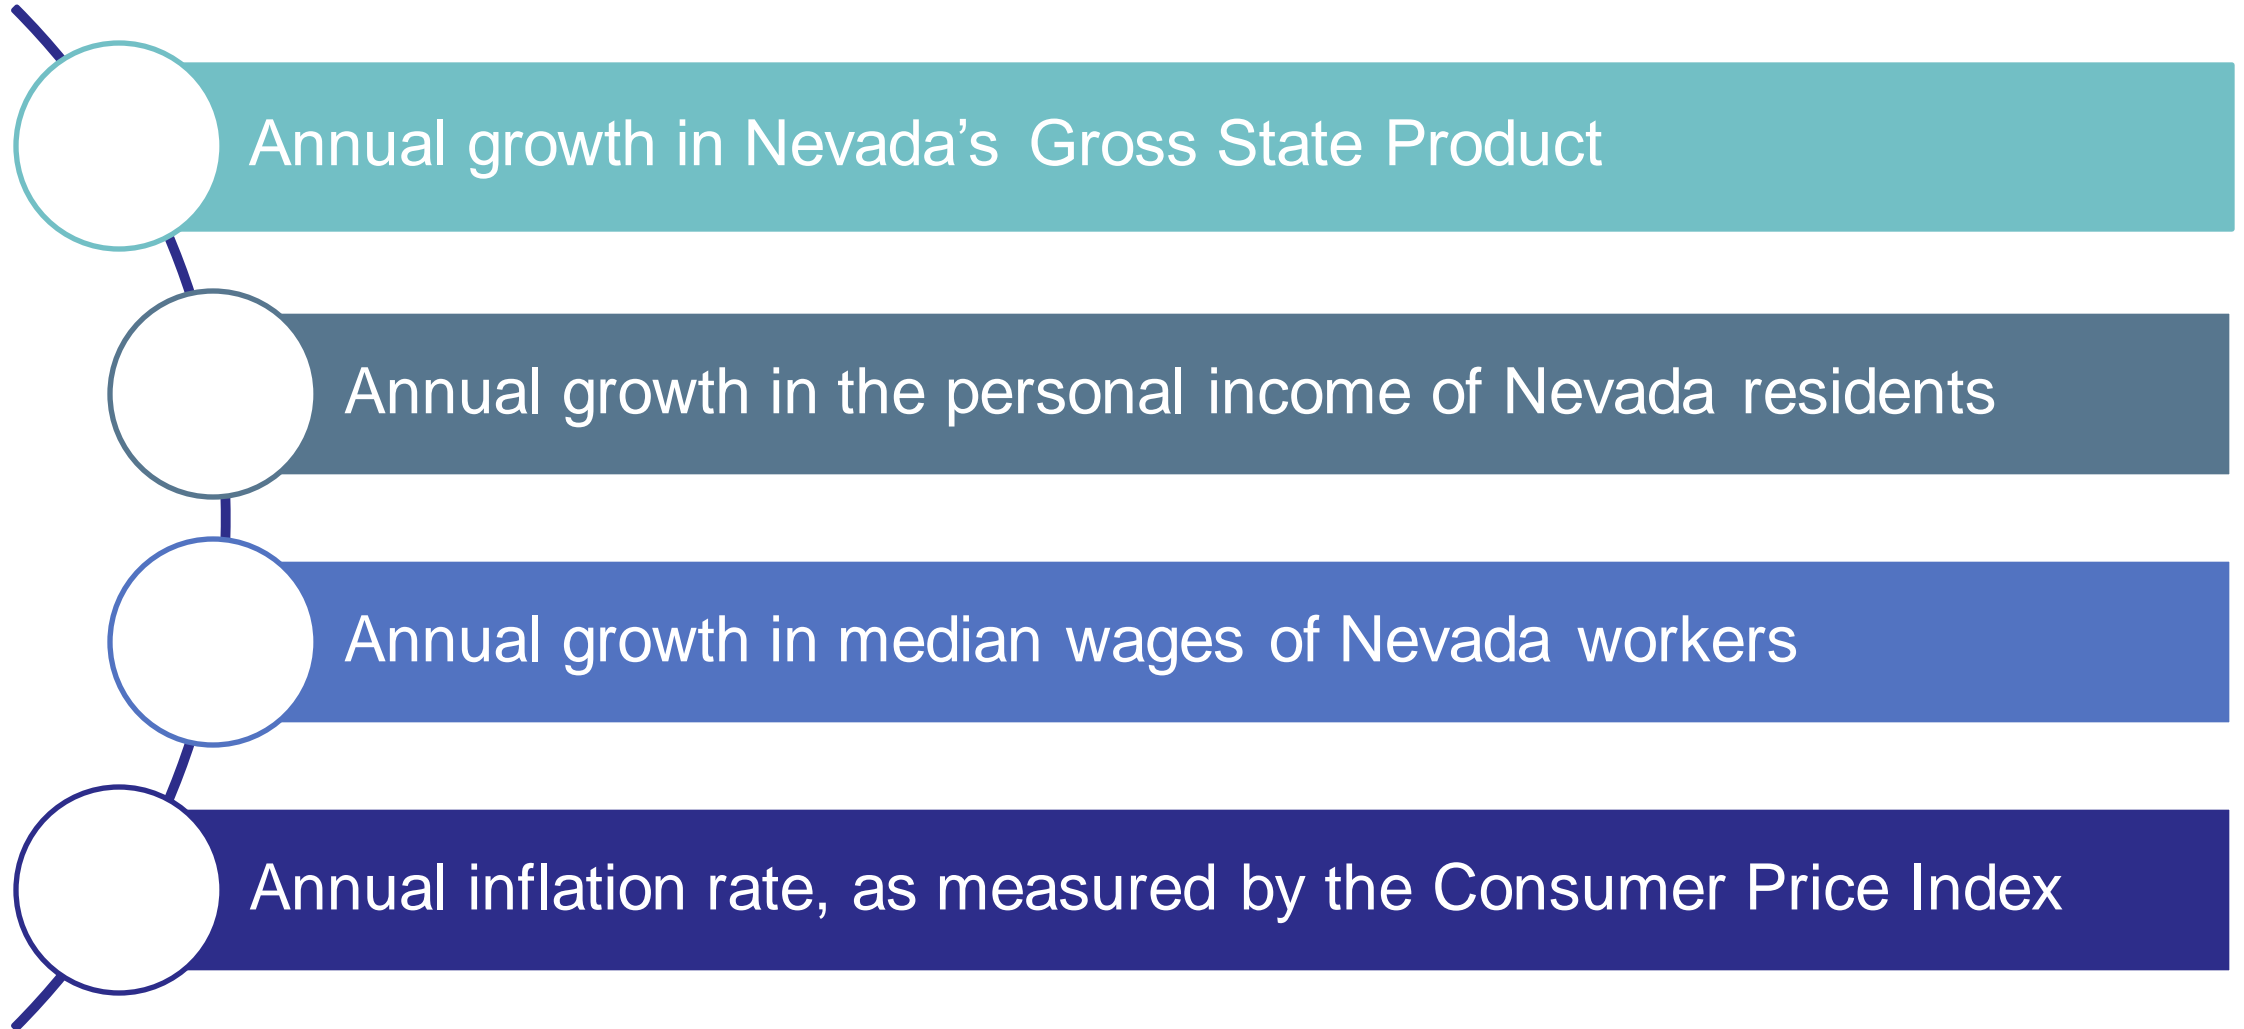 Annual growth in Nevada’s Gross State Product
Annual growth in the personal income of Nevada residents
Annual growth in median wages of Nevada workers
Annual inflation rate, as measured by the Consumer Price Index